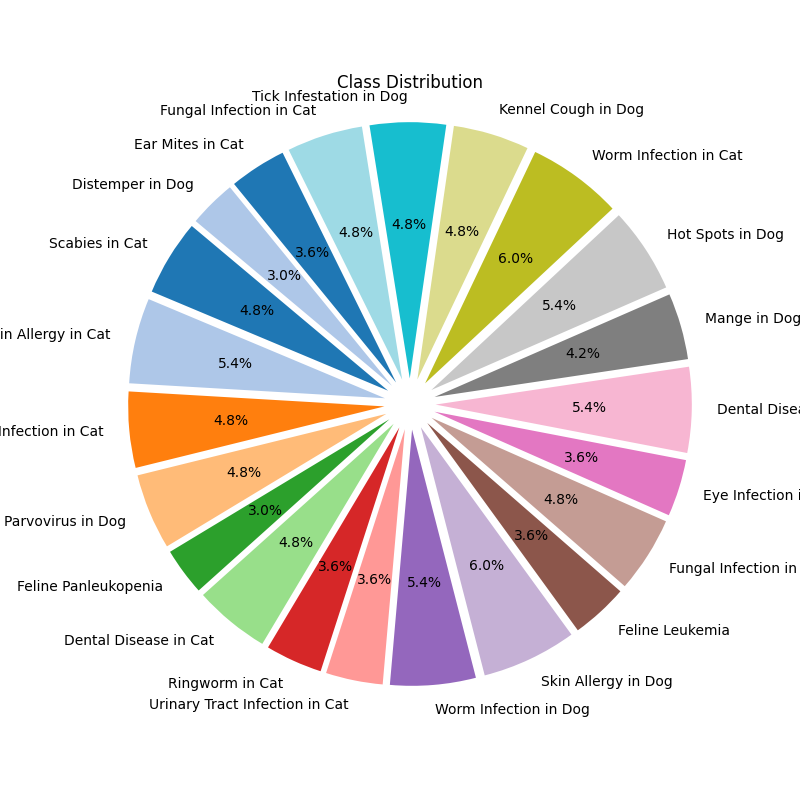 Class Distribution
Tick Infestation in Dog
Fungal Infection in Cat
Kennel Cough in Dog
Ear Mites in Cat
Worm Infection in Cat
Distemper in Dog
Hot Spots in Dog
Scabies in Cat
Mange in Dog
in Allergy in Cat
Dental Disea
Infection in Cat
Eye Infection i
Parvovirus in Dog
Fungal Infection in
Feline Panleukopenia
Feline Leukemia
Dental Disease in Cat
Skin Allergy in Dog
Ringworm in Cat
Urinary Tract Infection in Cat
Worm Infection in Dog
4.8%
4.8%
4.8%
3.6%
6.0%
3.0%
5.4%
4.8%
4.2%
5.4%
5.4%
4.8%
3.6%
4.8%
4.8%
3.0%
3.6%
4.8%
6.0%
3.6%
3.6%
5.4%